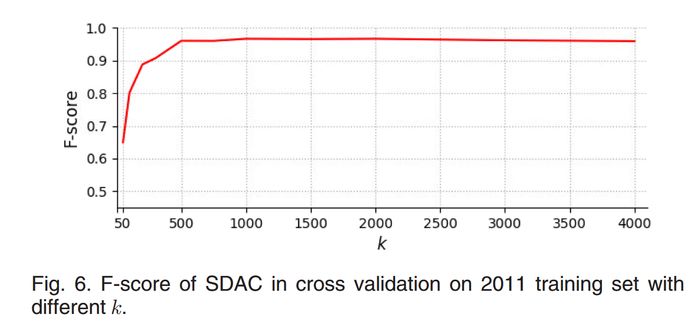 1.0
0.9
0.8
0.7
0.6
0.5
F-score
50 500 1000 1500 2000 2500 3000 3500 4000
k
Fig. 6. F-score of SDAC in cross validation on 2011 training set with
different k.